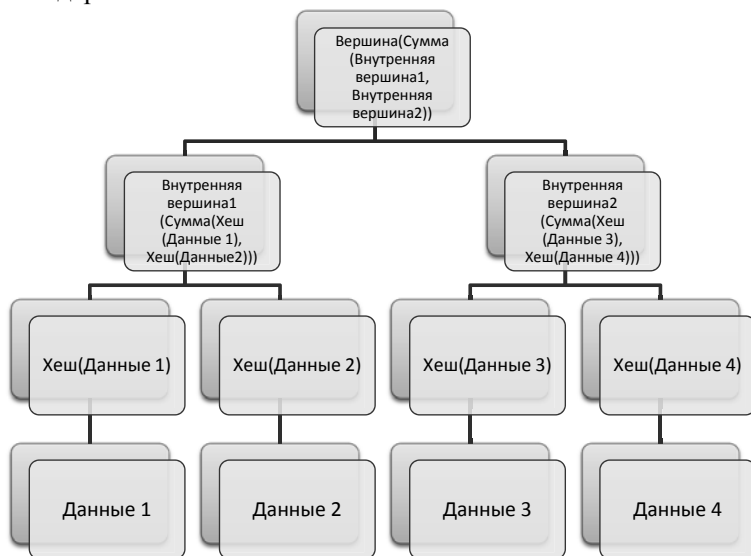 Вершина(Сумма
(Внутренняя
вершина1,
Внутренняя
вершина2))
Внутренняя
вершина1
(Сумма(Хеш
(Данные 1),
Хеш(Данные2)))
Внутренняя
вершина2
(Сумма(Хеш
(Данные 3),
Хеш(Данные 4)))
Хеш(Данные 1)
Хеш(Данные 2)
Хеш(Данные 3)
Хеш(Данные 4)
Данные 1
Данные 2
Данные 3
Данные 4